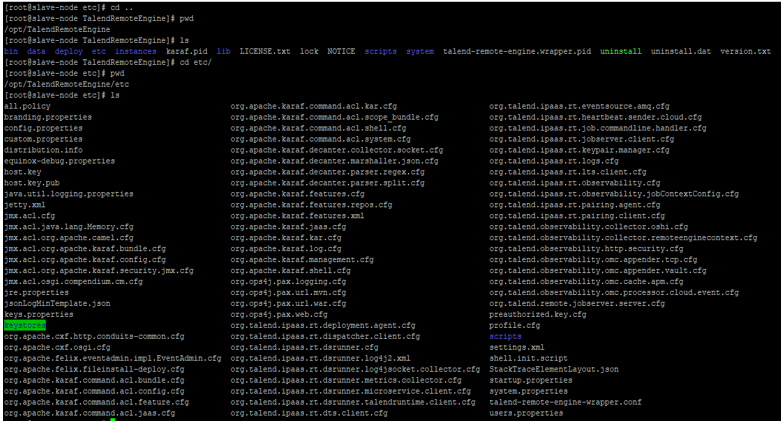 [root@slave-node etc]# cd ..
[root@slave-node TalendRemoteEngine]# pwd
/opt/TalendRemoteEngine
[root@slave-node TalendRemoteEngine]# ls
bin data deploy etc instances karaf.pid lib LICENSE.txt lock NOTICE scripts system talend-remote-engine.wrapper.pid uninstall uninstall.dat version.txt
[root@slave-node TalendRemoteEngine]# cd etc/
[root@slave-node etc]# pwd
/opt/TalendRemoteEngine/etc
[root@slave-node etc]# ls
all.policy org.apache.karaf.command.acl.kar.cfg org.talend.ipaas.rt.eventsource.amq.cfg
branding.properties org.apache.karaf.command.acl.scope_bundle.cfg org.talend.ipaas.rt.heartbeat.sender.cloud.cfg
config.properties org.apache.karaf.command.acl.shell.cfg org.talend.ipaas.rt.job.commandline.handler.cfg
custom.properties org.apache.karaf.command.acl.system.cfg org.talend.ipaas.rt.jobserver.client.cfg
distribution.info org.apache.karaf.decanter.collector.socket.cfg org.talend.ipaas.rt.keypair.manager.cfg
equinox-debug.properties org.apache.karaf.decanter.marshaller.json.cfg org.talend.ipaas.rt.logs.cfg
host.key org.apache.karaf.decanter.parser.regex.cfg org.talend.ipaas.rt.lts.client.cfg
host.key.pub org.apache.karaf.decanter.parser.split.cfg org.talend.ipaas.rt.observability.cfg
java.util.logging.properties org.apache.karaf.features.cfg org.talend.ipaas.rt.observability.jobContextConfig.cfg
jetty.xml org.apache.karaf.features.repos.cfg org.talend.ipaas.rt.pairing.agent.cfg
jmx.acl.cfg org.apache.karaf.features.xml org.talend.ipaas.rt.pairing.client.cfg
jmx.acl.java.lang.Memory.cfg org.apache.karaf.jaas.cfg org.talend.observability.collector.oshi.cfg
jmx.acl.org.apache.camel.cfg org.apache.karaf.kar.cfg org.talend.observability.collector.remoteenginecontext.cfg
jmx.acl.org.apache.karaf.bundle.cfg org.apache.karaf.log.cfg org.talend.observability.http.security.cfg
jmx.acl.org.apache.karaf.config.cfg org.apache.karaf.management.cfg org.talend.observability.omc.appender.tcp.cfg
jmx.acl.org.apache.karaf.security.jmx.cfg org.apache.karaf.shell.cfg org.talend.observability.omc.appender.vault.cfg
jmx.acl.osgi.compendium.cm.cfg org.ops4j.pax.logging.cfg org.talend.observability.omc.cache.apm.cfg
jre.properties org.ops4j.pax.url.mvn.cfg org.talend.observability.omc.processor.cloud.event.cfg
jsonLogMinTemplate.json org.ops4j.pax.url.war.cfg org.talend.remote.jobserver.server.cfg
keys.properties org.ops4j.pax.web.cfg preauthorized.key.cfg
keystores org.talend.ipaas.rt.deployment.agent.cfg profile.cfg
org.apache.cxf.http.conduits-common.cfg org.talend.ipaas.rt.dispatcher.client.cfg scripts
org.apache.cxf.osgi.cfg org.talend.ipaas.rt.dsrunner.cfg settings.xml
org.apache.felix.eventadmin.impl.EventAdmin.cfg org.talend.ipaas.rt.dsrunner.log4j2.xml shell.init.script
org.apache.felix.fileinstall-deploy.cfg org.talend.ipaas.rt.dsrunner.log4jsocket.collector.cfg StackTraceElementLayout.json
org.apache.karaf.command.acl.bundle.cfg org.talend.ipaas.rt.dsrunner.metrics.collector.cfg startup.properties
org.apache.karaf.command.acl.config.cfg org.talend.ipaas.rt.dsrunner.microservice.client.cfg system.properties
org.apache.karaf.command.acl.feature.cfg org.talend.ipaas.rt.dsrunner.talendruntime.client.cfg talend-remote-engine-wrapper.conf
org.apache.karaf.command.acl.jaas.cfg org.talend.ipaas.rt.dts.client.cfg users.properties